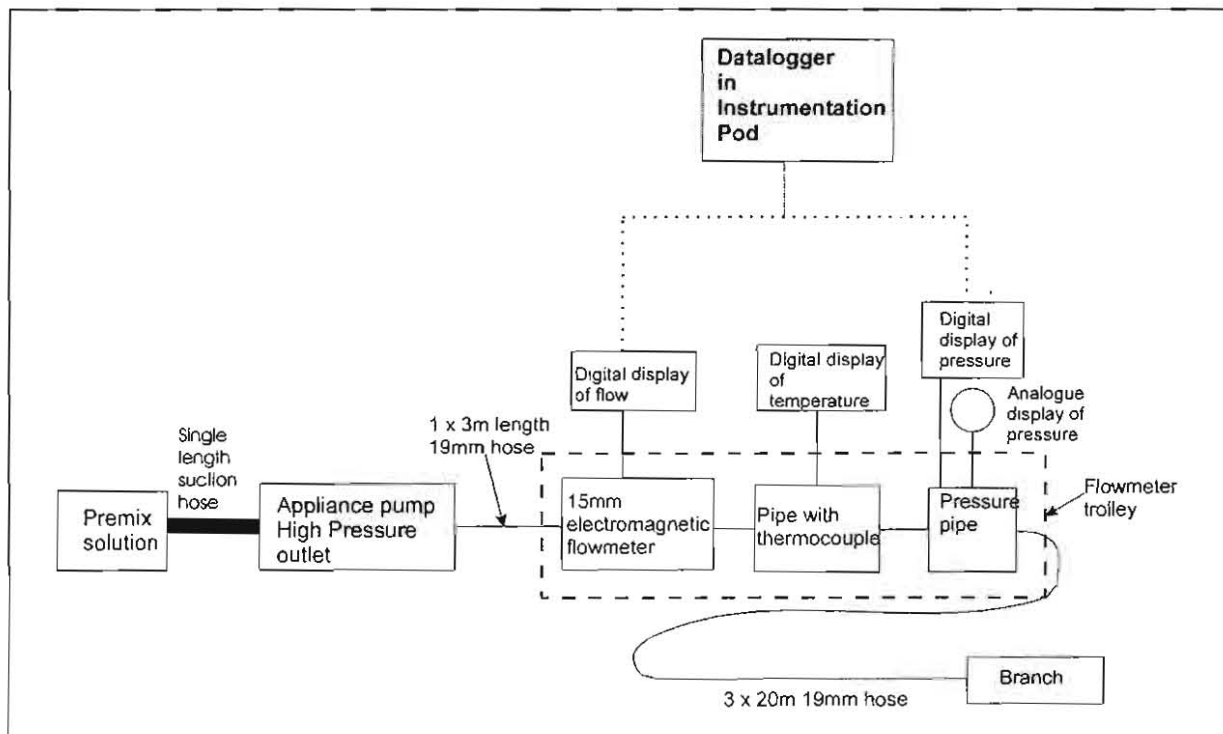 Datalogger
in
Instrumentation
Pod
Digital
display of
pressure
Digital display
of flow
Digital display
of
temperature
Analogue
display of
pressure
1 x 3m length
19mm hose
Single
length
suction
hose
Premix
solution
Appliance pump
High Pressure
outlet
15mm
electromagnetic
flowmeter
Pipe with
thermocouple
Pressure
pipe
Flowmeter
trolley
Branch
3 x 20m 19mm hose